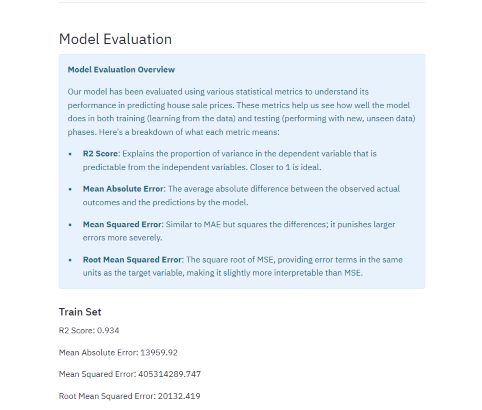 Model Evaluation
Model Evaluation Overview
Our model has been evaluated using various statistical metrics to understand its
performance in predicting house sale prices. These metrics help us see how well the model
does in both training (learning from the data) and testing (performing with new, unseen data)
phases. Here's a breakdown of what each metric means:
• R2 Score: Explains the proportion of variance in the dependent variable that is
predictable from the independent variables. Closer to 1 is ideal.
• Mean Absolute Error: The average absolute difference between the observed actual
outcomes and the predictions by the model.
• Mean Squared Error: Similar to MAE but squares the differences; it punishes larger
errors more severely.
• Root Mean Squared Error: The square root of MSE, providing error terms in the same
units as the target variable, making it slightly more interpretable than MSE.
Train Set
R2 Score: 0.934
Mean Absolute Error: 13959.92
Mean Squared Error: 405314289.747
Root Mean Squared Error: 20132.419